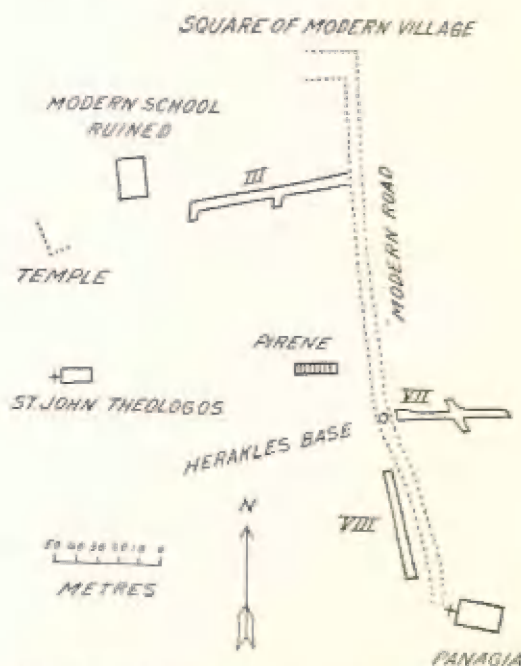 SQUARE OF MODERN VILLAGE
MODERN SCHOOL
RUINED
III
MODERN ROAD
TEMPLE
PIRENE
ST. JOHN THEOLOGOS
VII
HERAKLES BASE
N
VIII
50 40 30 20 10 0
METRES
PANAGIA